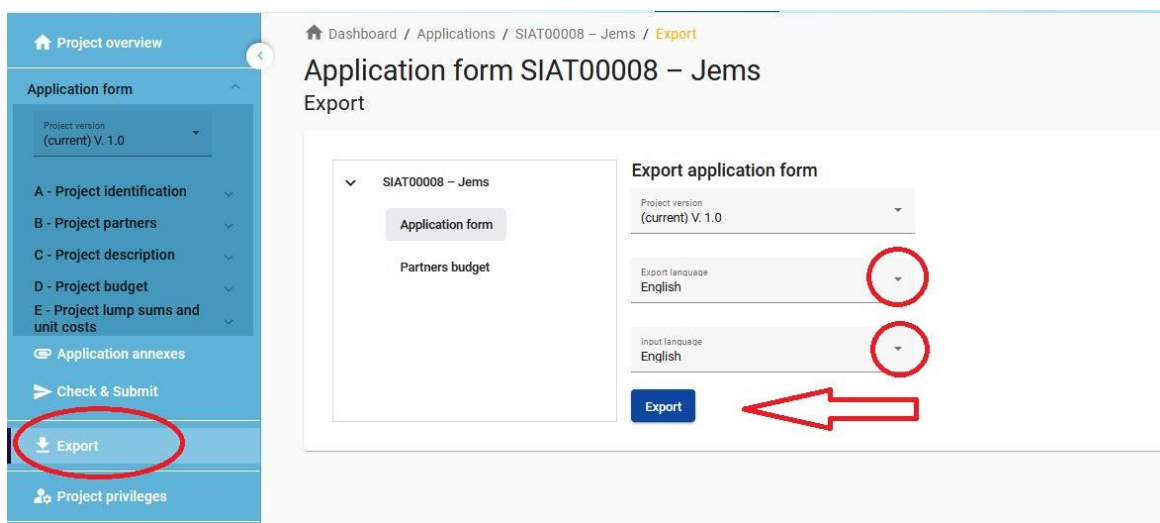 Project overview
Application form
Project version
(current) V. 1.0
A - Project identification
B - Project partners
C - Project description
D - Project budget
E - Project lump sums and
unit costs
Application annexes
Check & Submit
Export
Project privileges
Dashboard / Applications / SIAT00008 – Jems / Export
Application form SIAT00008 – Jems
Export
SIAT00008 – Jems
Application form
Partners budget
Export application form
Project version
(current) V. 1.0
Export language
English
Input language
English
Export